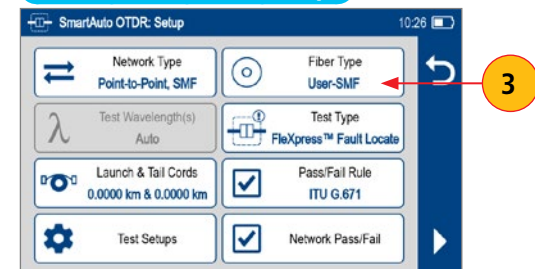 SmartAuto OTDR: Setup 10:26
Network Type
Point-to-Point, SMF
Fiber Type
User-SMF
3
Test Wavelength(s)
Auto
Test Type
FleXpress™ Fault Locate
Launch & Tail Cords
0.0000 km & 0.0000 km
Pass/Fail Rule
ITU G.671
Test Setups
Network Pass/Fail